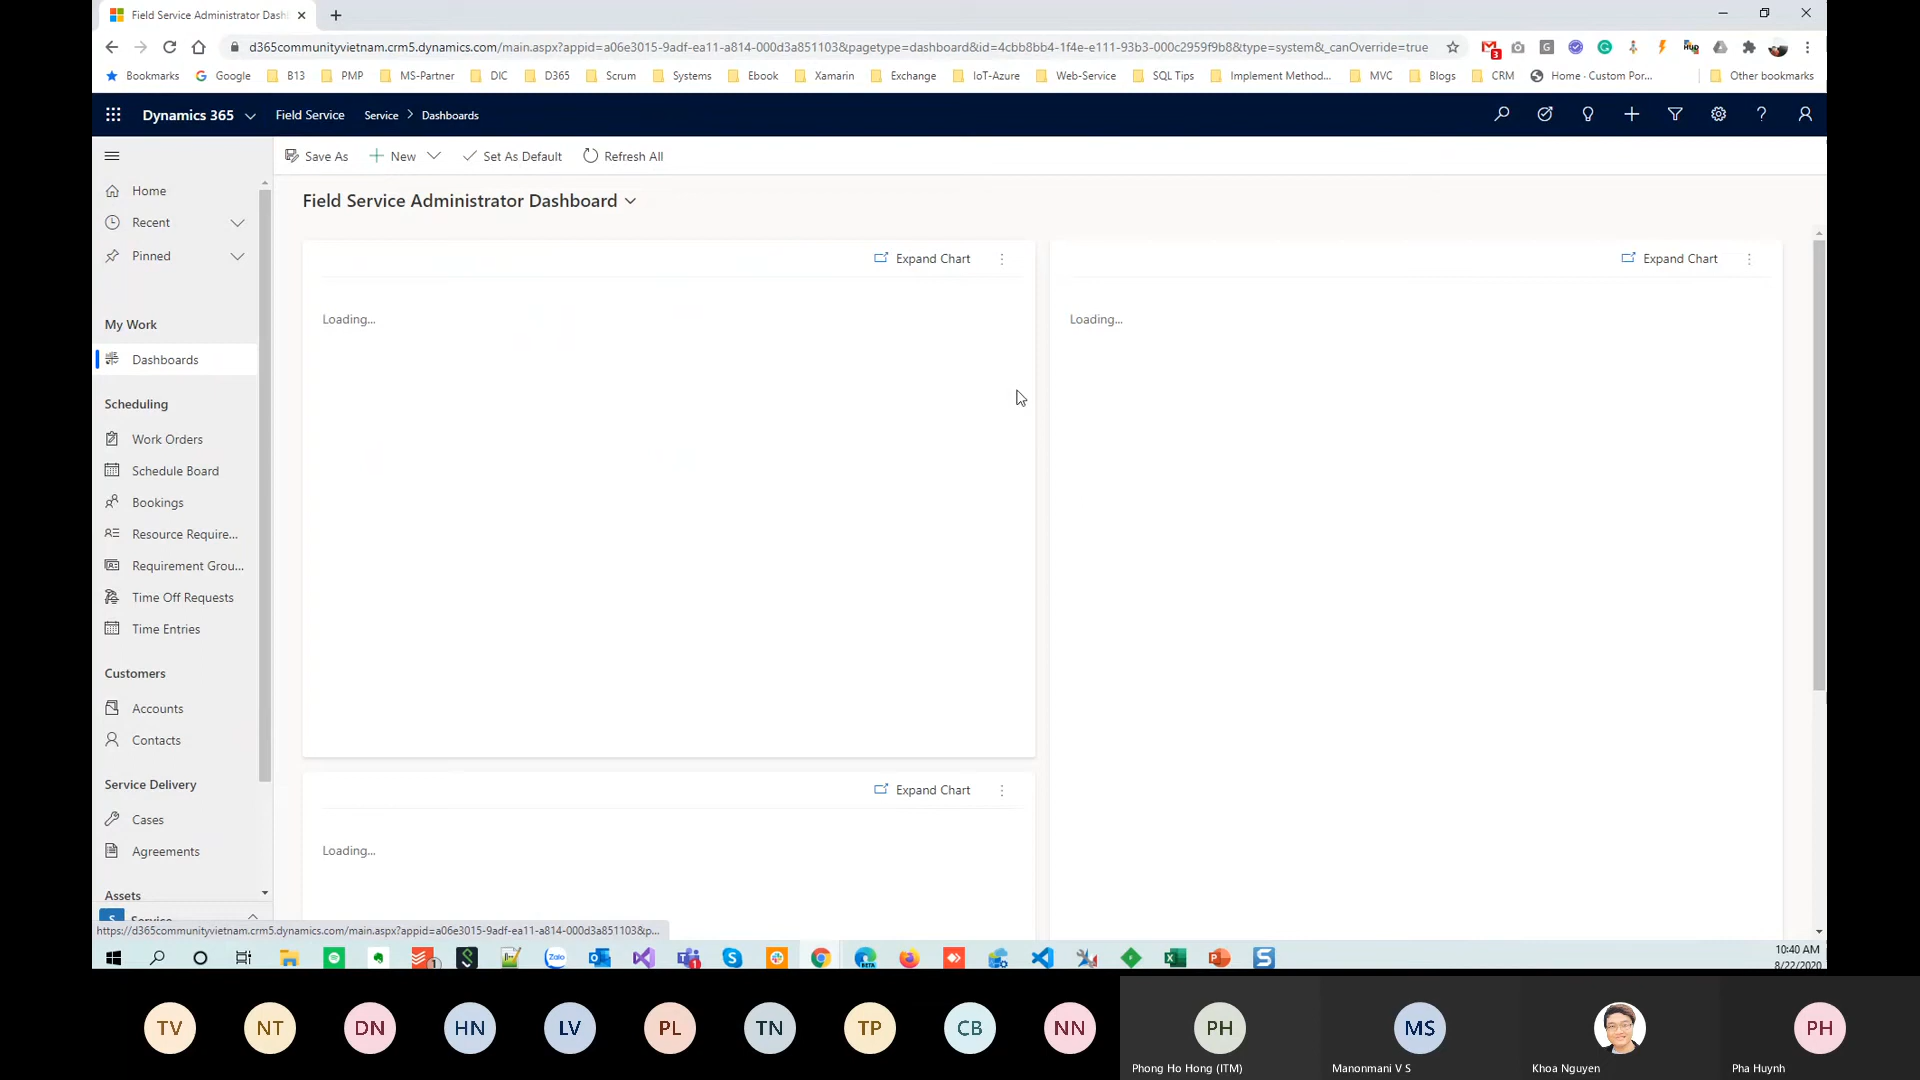 Field Service Administrator Dash
d365communityvietnam.crm5.dynamics.com/main.aspx?appid=a06e3015-9adf-ea11-a814-000d3a851103&pagetype=dashboard&id=4cbb8bb4-1f4e-e111-93b3-000c2959f9b8&type=system&_canOverride=true
3
Bookmarks Google B13 PMP MS-Partner DIC D365 Scrum Systems Ebook Xamarin Exchange IoT-Azure Web-Service SQL Tips Implement Method... MVC Blogs CRM Home - Custom Por... Other bookmarks
Dynamics 365 Field Service Service > Dashboards
Save As New Set As Default Refresh All
Field Service Administrator Dashboard
Home
Recent
Pinned
My Work
Dashboards
Scheduling
Work Orders
Schedule Board
Bookings
Resource Require...
Requirement Grou...
Time Off Requests
Time Entries
Customers
Accounts
Contacts
Service Delivery
Cases
Agreements
Assets
S Service
Expand Chart
Loading...
Expand Chart
Loading...
Expand Chart
Loading...
https://d365communityvietnam.crm5.dynamics.com/main.aspx?appid=a06e3015-9adf-ea11-a814-000d3a851103&p...
10:40 AM
8/22/2020
TV NT DN HN LV PL TN TP CB NN PH MS PH
Phong Ho Hong (ITM) Manonmani V S Khoa Nguyen Pha Huynh